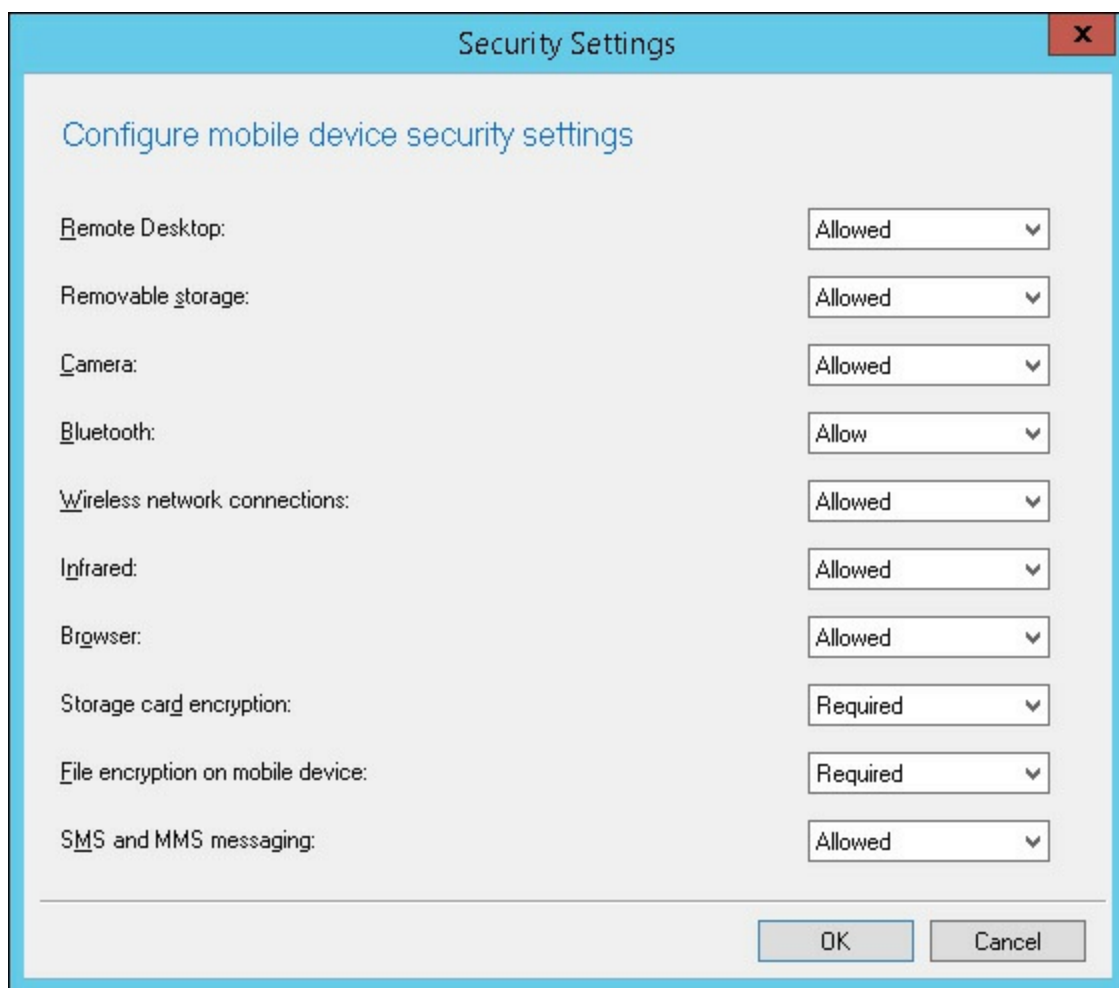 Security Settings
x
Configure mobile device security settings
Remote Desktop: Allowed
Removable storage: Allowed
Camera: Allowed
Bluetooth: Allow
Wireless network connections: Allowed
Infrared: Allowed
Browser: Allowed
Storage card encryption: Required
File encryption on mobile device: Required
SMS and MMS messaging: Allowed
OK Cancel